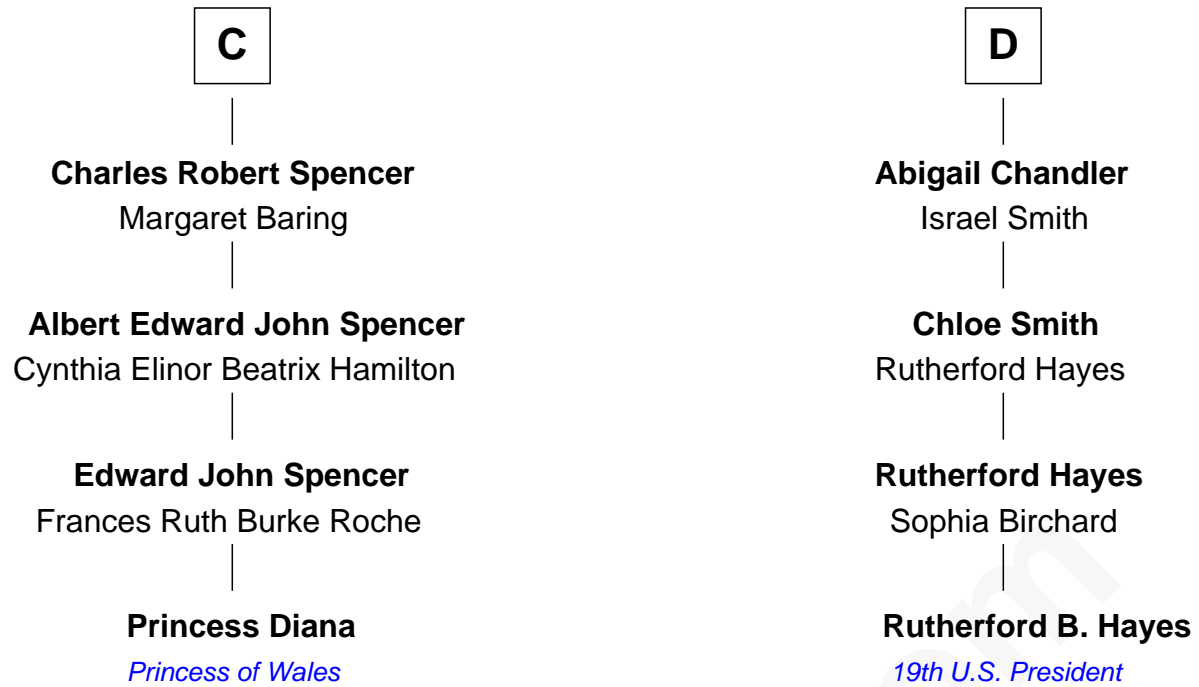 C
Charles Robert Spencer
Margaret Baring
Albert Edward John Spencer
Cynthia Elinor Beatrix Hamilton
Edward John Spencer
Frances Ruth Burke Roche
Princess Diana
Princess of Wales
D
Abigail Chandler
Israel Smith
Chloe Smith
Rutherford Hayes
Rutherford Hayes
Sophia Birchard
Rutherford B. Hayes
19th U.S. President